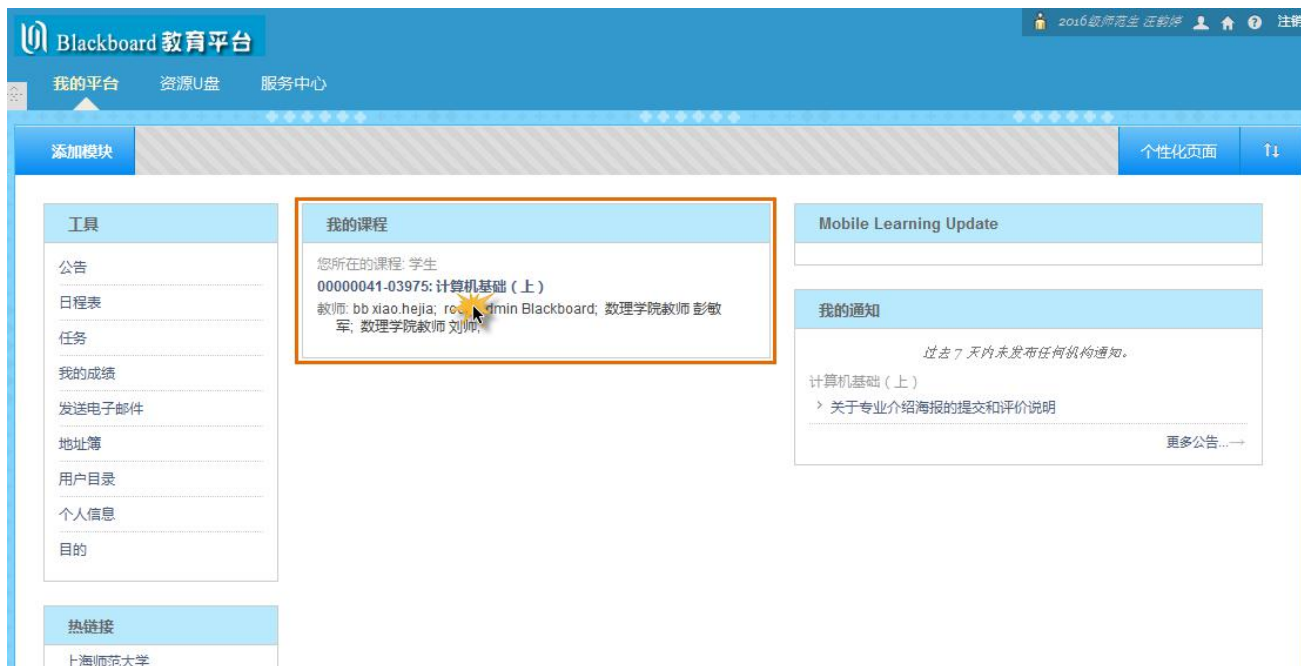 Blackboard 教育平台
2016级师范生 汪 注销
我的平台 资源U盘 服务中心
添加模块
个性化页面
工具
公告
日程表
任务
我的成绩
发送电子邮件
地址簿
用户目录
个人信息
目的
热链接
上海师范大学
我的课程
您所在的课程: 学生
00000041-03975: 计算机基础（上）
教师: bb xiao.hejia; Blackboard; 数理学院教师 彭敏
军; 数理学院教师 刘帅;
Mobile Learning Update
我的通知
过去 7 天内未发布任何机构通知。
计算机基础（上）
关于专业介绍海报的提交和评价说明
更多公告...→